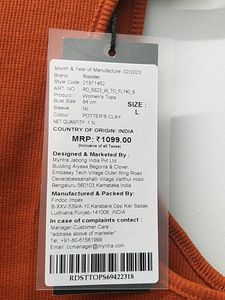 Month & Year of Manufacture: 02/2023
Brand : Roadster
Style Code : 21971452
ART. NO : RD_SS23_W_TO_FL140_B
Product : Women's Tops
Bust Size : 84 cm
Sleeve : Nil
NET QUANTITY : 1 N
SIZE :
L
COUNTRY OF ORIGIN: INDIA
MRP: ₹1099.00
(Inclusive of all Taxes)
COLOUR: POTTER'S CLAY
Designed & Marketed By :
Myntra Jabong India Pvt Ltd
Building Alyssa,Begonia & Clover,
Embassy Tech Village,Outer Ring Road
Devarabeesanahalli Village,Varthur Hobli
Bengaluru-560103,Karnataka,India
Manufactured & Packed By:
Findoc Impex
B-XXV-539/A-10 Karabara Opp Kali Sadak,
Ludhiana,Punjab-141008, INDIA
In case of complaints contact :
Manager-Customer Care
"address above of marketer"
Tel : +91-80-61561999
Email : ccmanager@myntra.com
RDSTTOPS69422318